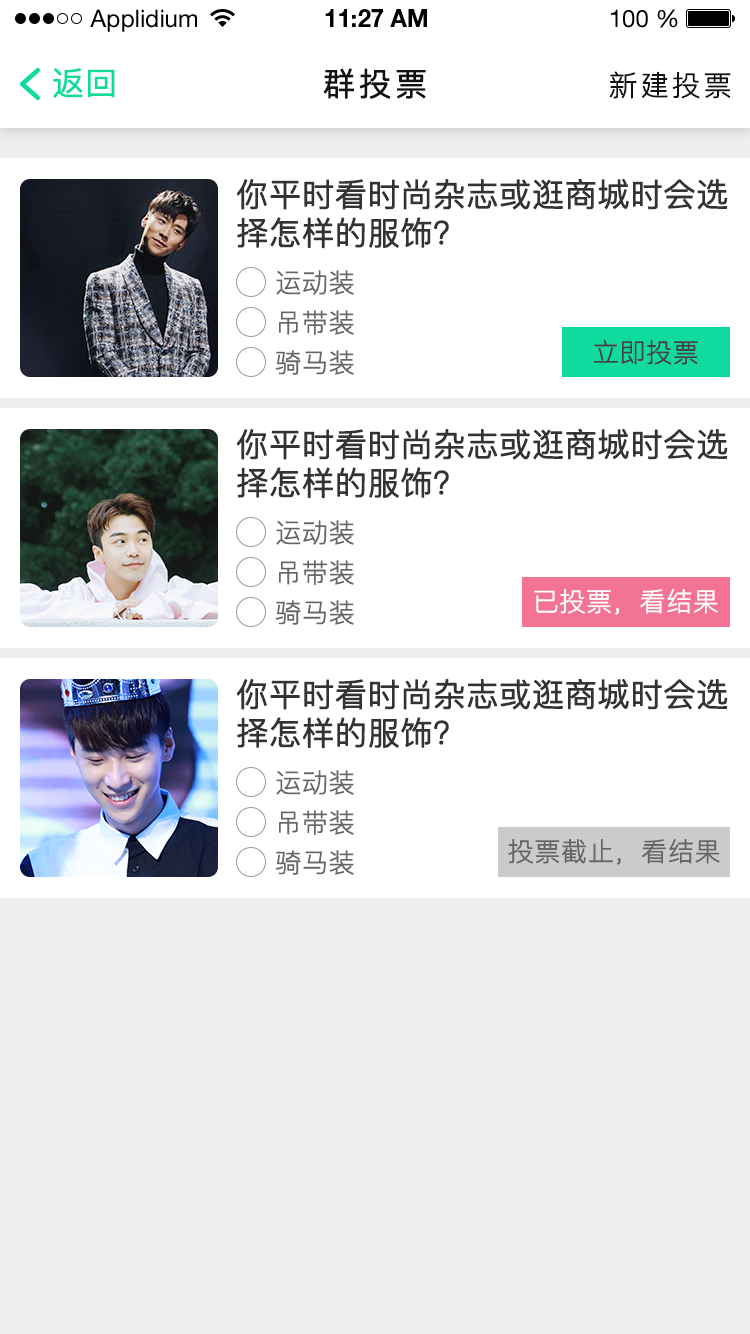 Applidium 11:27 AM 100 %
返回 群投票 新建投票
你平时看时尚杂志或逛商城时会选
择怎样的服饰？
运动装
吊带装
骑马装
立即投票
你平时看时尚杂志或逛商城时会选
择怎样的服饰？
运动装
吊带装
骑马装
已投票，看结果
你平时看时尚杂志或逛商城时会选
择怎样的服饰？
运动装
吊带装
骑马装
投票截止，看结果